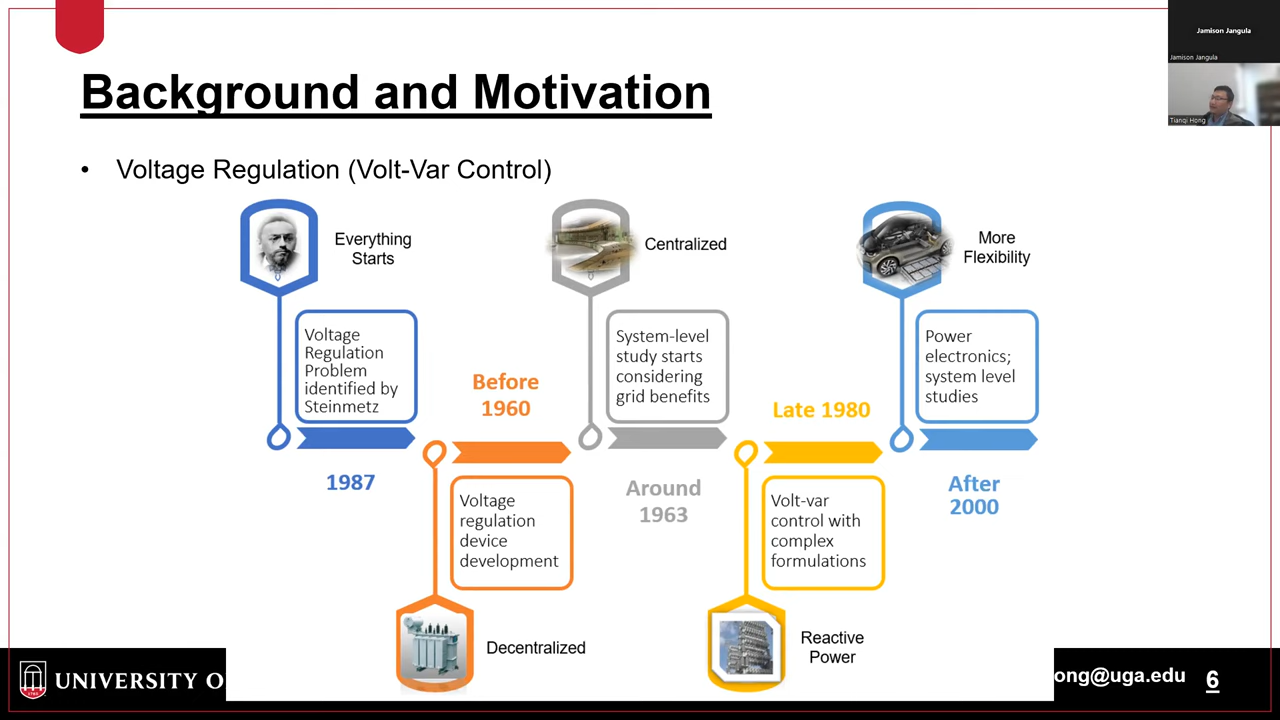 Background and Motivation
• Voltage Regulation (Volt-Var Control)
Everything
Starts
Voltage
Regulation
Problem
identified by
Steinmetz
1987
Before
1960
Voltage
regulation
device
development
Decentralized
Centralized
System-level
study starts
considering
grid benefits
Around
1963
Late 1980
Volt-var
control with
complex
formulations
Reactive
Power
More
Flexibility
Power
electronics;
system level
studies
After
2000
Jamison Jangula
Jamison Jangula
Tianqi Hong
UNIVERSITY O
ong@uga.edu
6